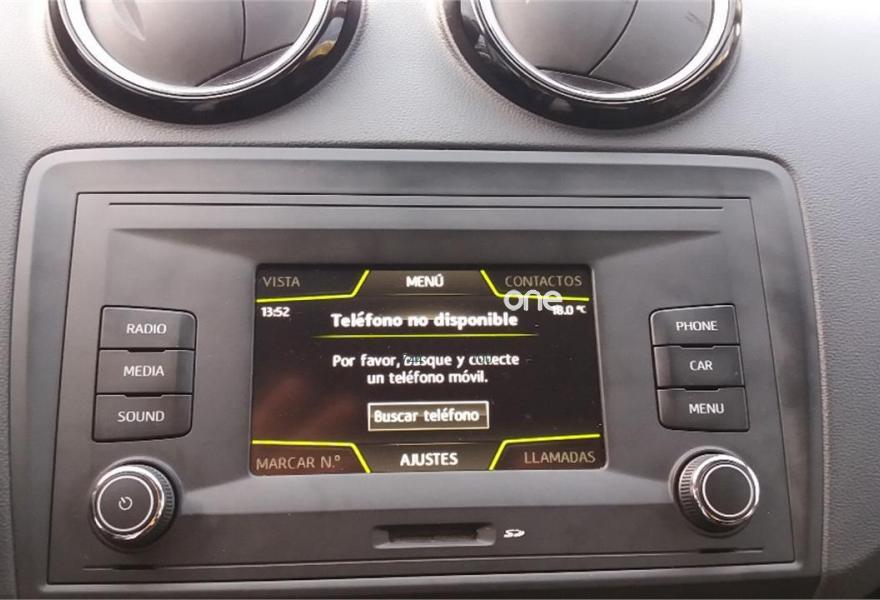 VISTA MENÚ CONTACTOS
one
13:52 18.0 °C
Teléfono no disponible
Por favor, busque y conecte
un teléfono móvil.
Buscar teléfono
MARCAR N.º AJUSTES LLAMADAS
RADIO
MEDIA
SOUND
PHONE
CAR
MENU
SD